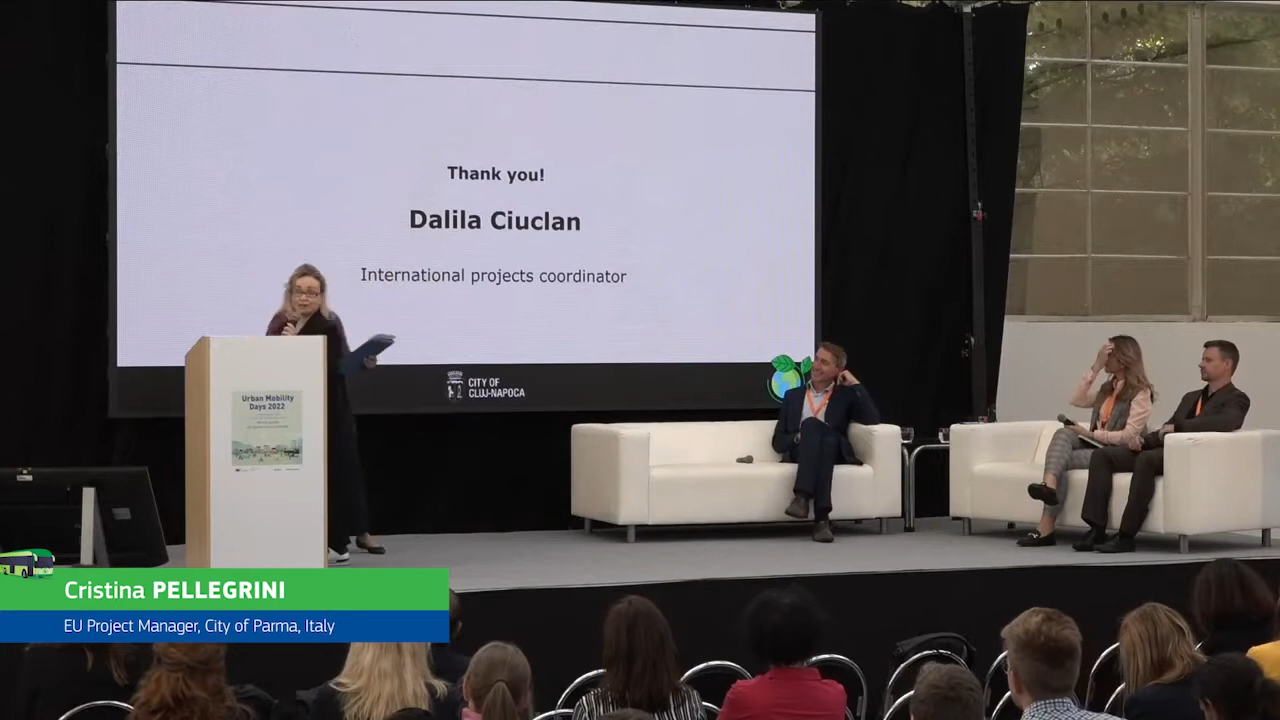 Thank you!
Dalila Ciuclan
International projects coordinator
CITY OF
CLUJ-NAPOCA
Urban Mobility
Days 2022
Cristina PELLEGRINI
EU Project Manager, City of Parma, Italy